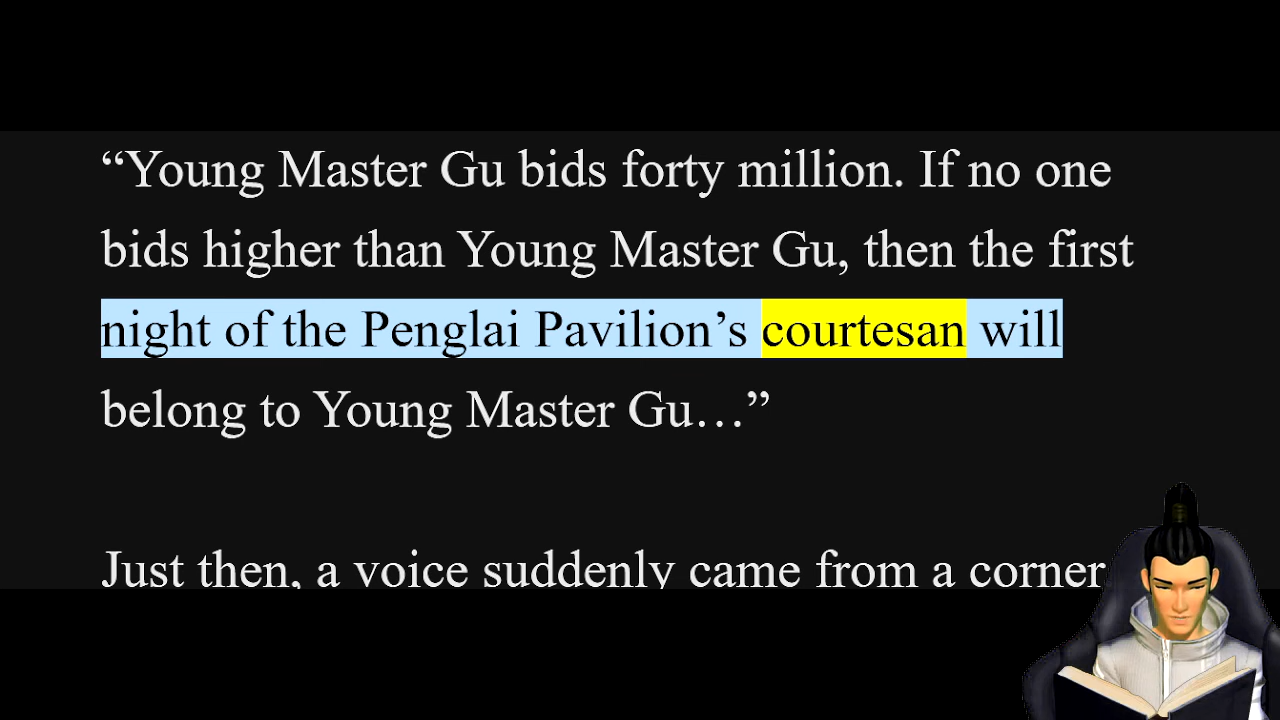 “Young Master Gu bids forty million. If no one
bids higher than Young Master Gu, then the first
night of the Penglai Pavilion’s courtesan will
belong to Young Master Gu…”
Just then, a voice suddenly came from a corner